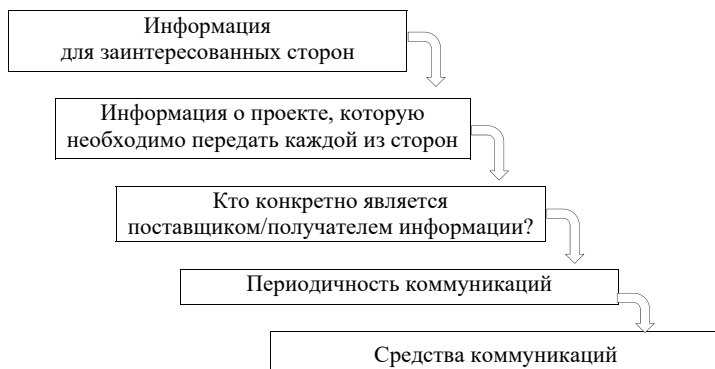 Информация
для заинтересованных сторон
Информация о проекте, которую
необходимо передать каждой из сторон
Кто конкретно является
поставщиком/получателем информации?
Периодичность коммуникаций
Средства коммуникаций